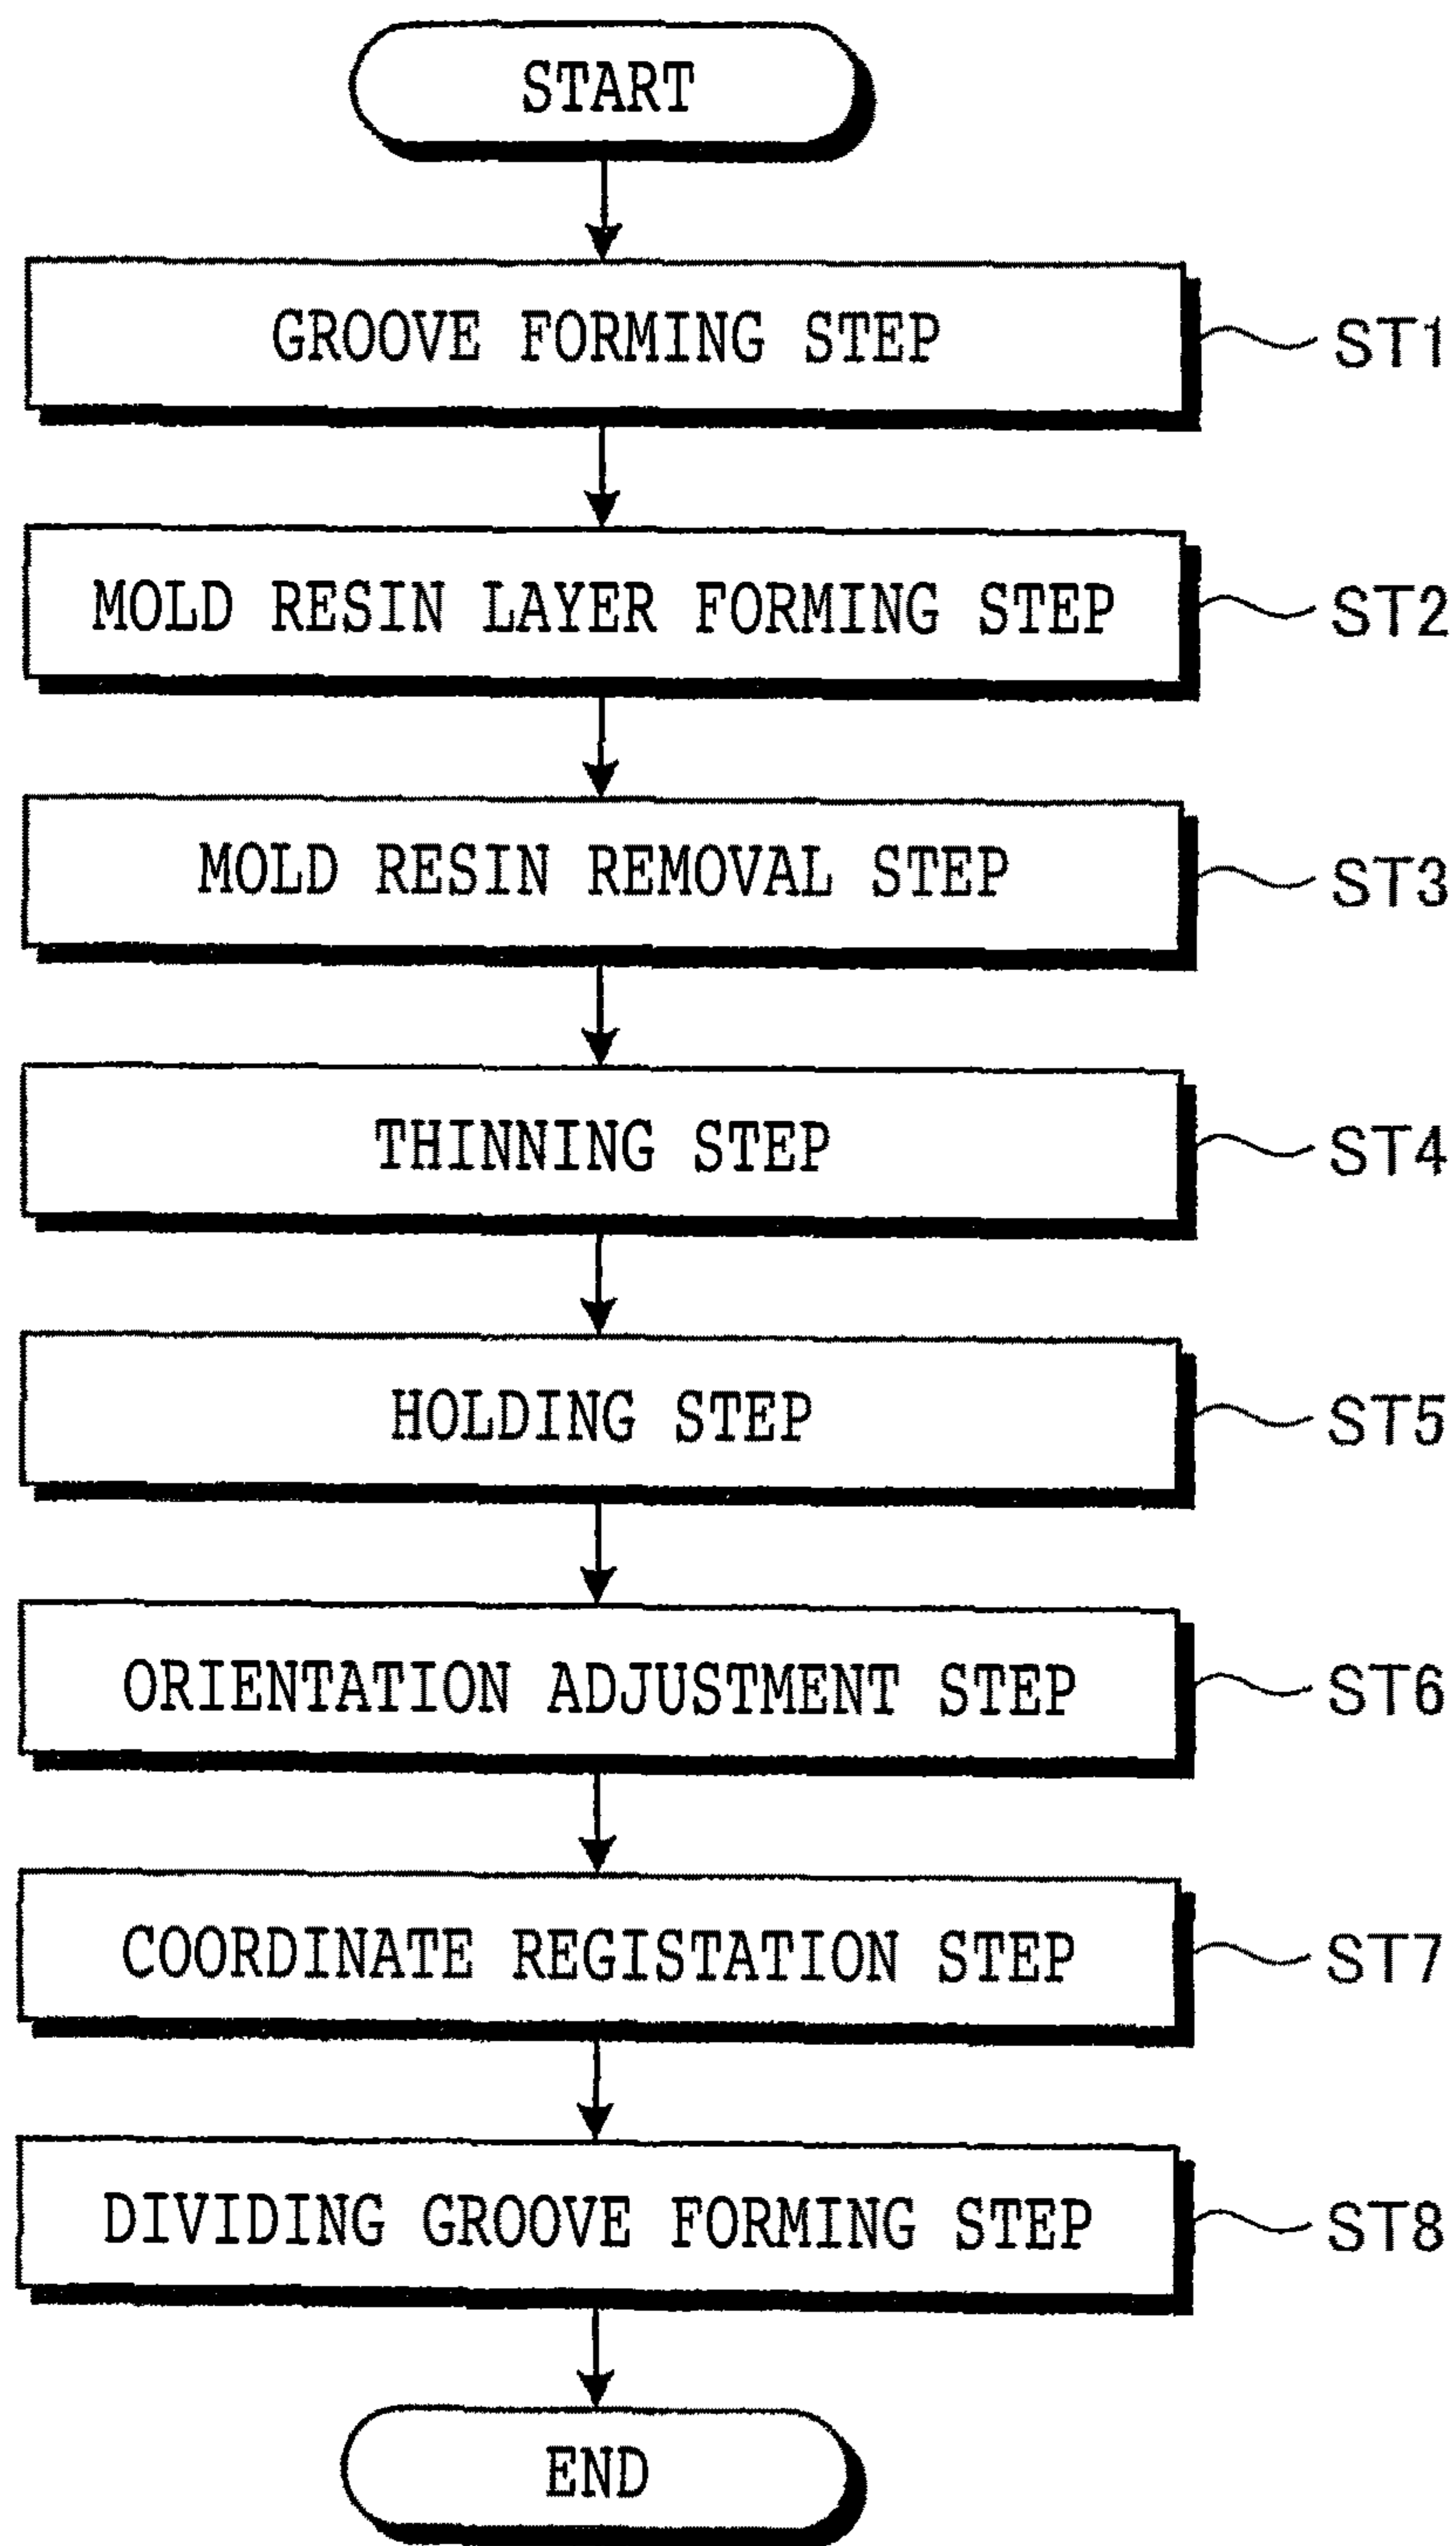 START
GROOVE FORMING STEP ST1
MOLD RESIN LAYER FORMING STEP ST2
MOLD RESIN REMOVAL STEP ST3
THINNING STEP ST4
HOLDING STEP ST5
ORIENTATION ADJUSTMENT STEP ST6
COORDINATE REGISTATION STEP ST7
DIVIDING GROOVE FORMING STEP ST8
END